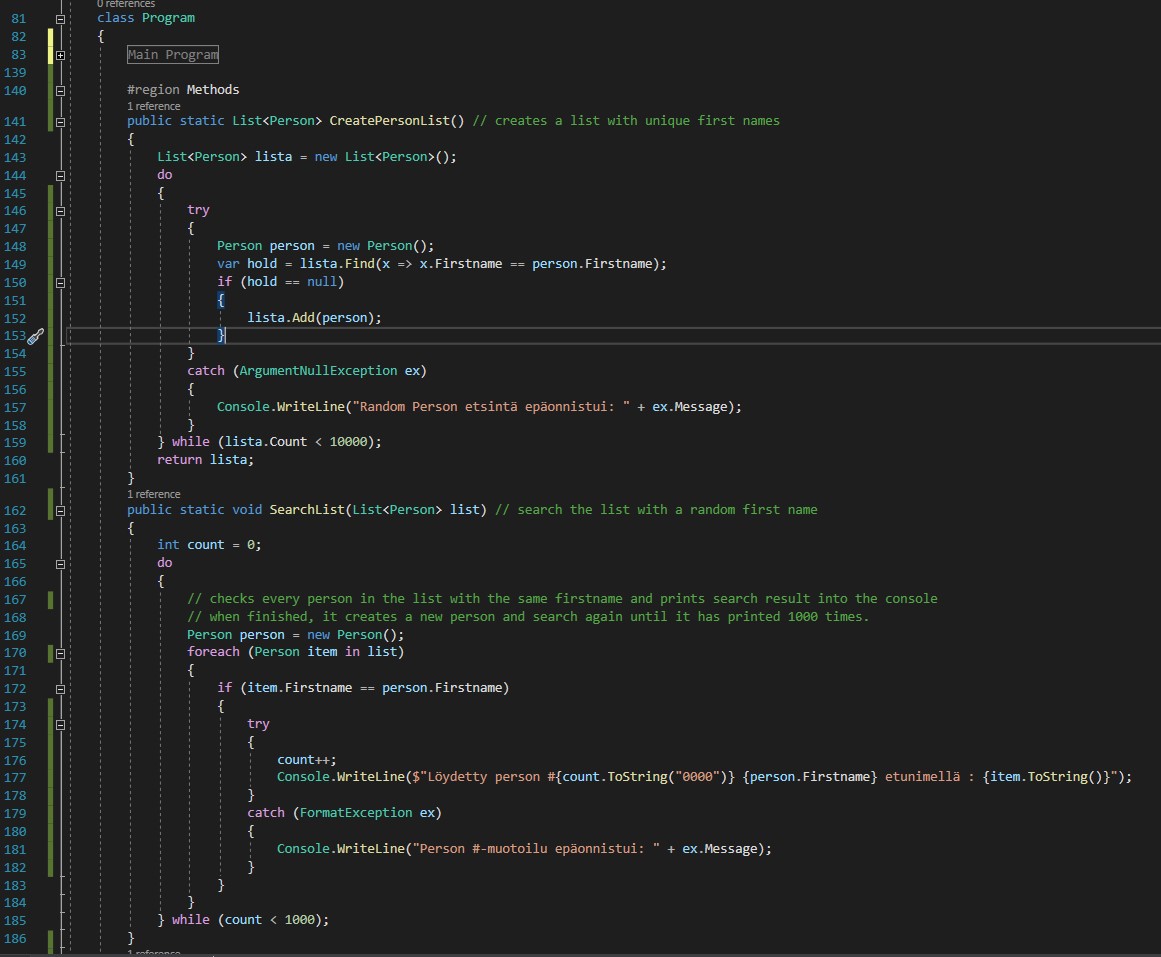 0 references
81 class Program
82 {
83 Main Program
139
140 #region Methods
1 reference
141 public static List<Person> CreatePersonList() // creates a list with unique first names
142 {
143 List<Person> lista = new List<Person>();
144 do
145 {
146 try
147 {
148 Person person = new Person();
149 var hold = lista.Find(x => x.Firstname == person.Firstname);
150 if (hold == null)
151 {
152 lista.Add(person);
153 }
154 }
155 catch (ArgumentNullException ex)
156 {
157 Console.WriteLine("Random Person etsintä epäonnistui: " + ex.Message);
158 }
159 } while (lista.Count < 10000);
160 return lista;
161 }
1 reference
162 public static void SearchList(List<Person> list) // search the list with a random first name
163 {
164 int count = 0;
165 do
166 {
167 // checks every person in the list with the same firstname and prints search result into the console
168 // when finished, it creates a new person and search again until it has printed 1000 times.
169 Person person = new Person();
170 foreach (Person item in list)
171 {
172 if (item.Firstname == person.Firstname)
173 {
174 try
175 {
176 count++;
177 Console.WriteLine($"Löydetty person #{count.ToString("0000")} {person.Firstname} etunimellä : {item.ToString()}");
178 }
179 catch (FormatException ex)
180 {
181 Console.WriteLine("Person #-muotoilu epäonnistui: " + ex.Message);
182 }
183 }
184 }
185 } while (count < 1000);
186 }
1 reference